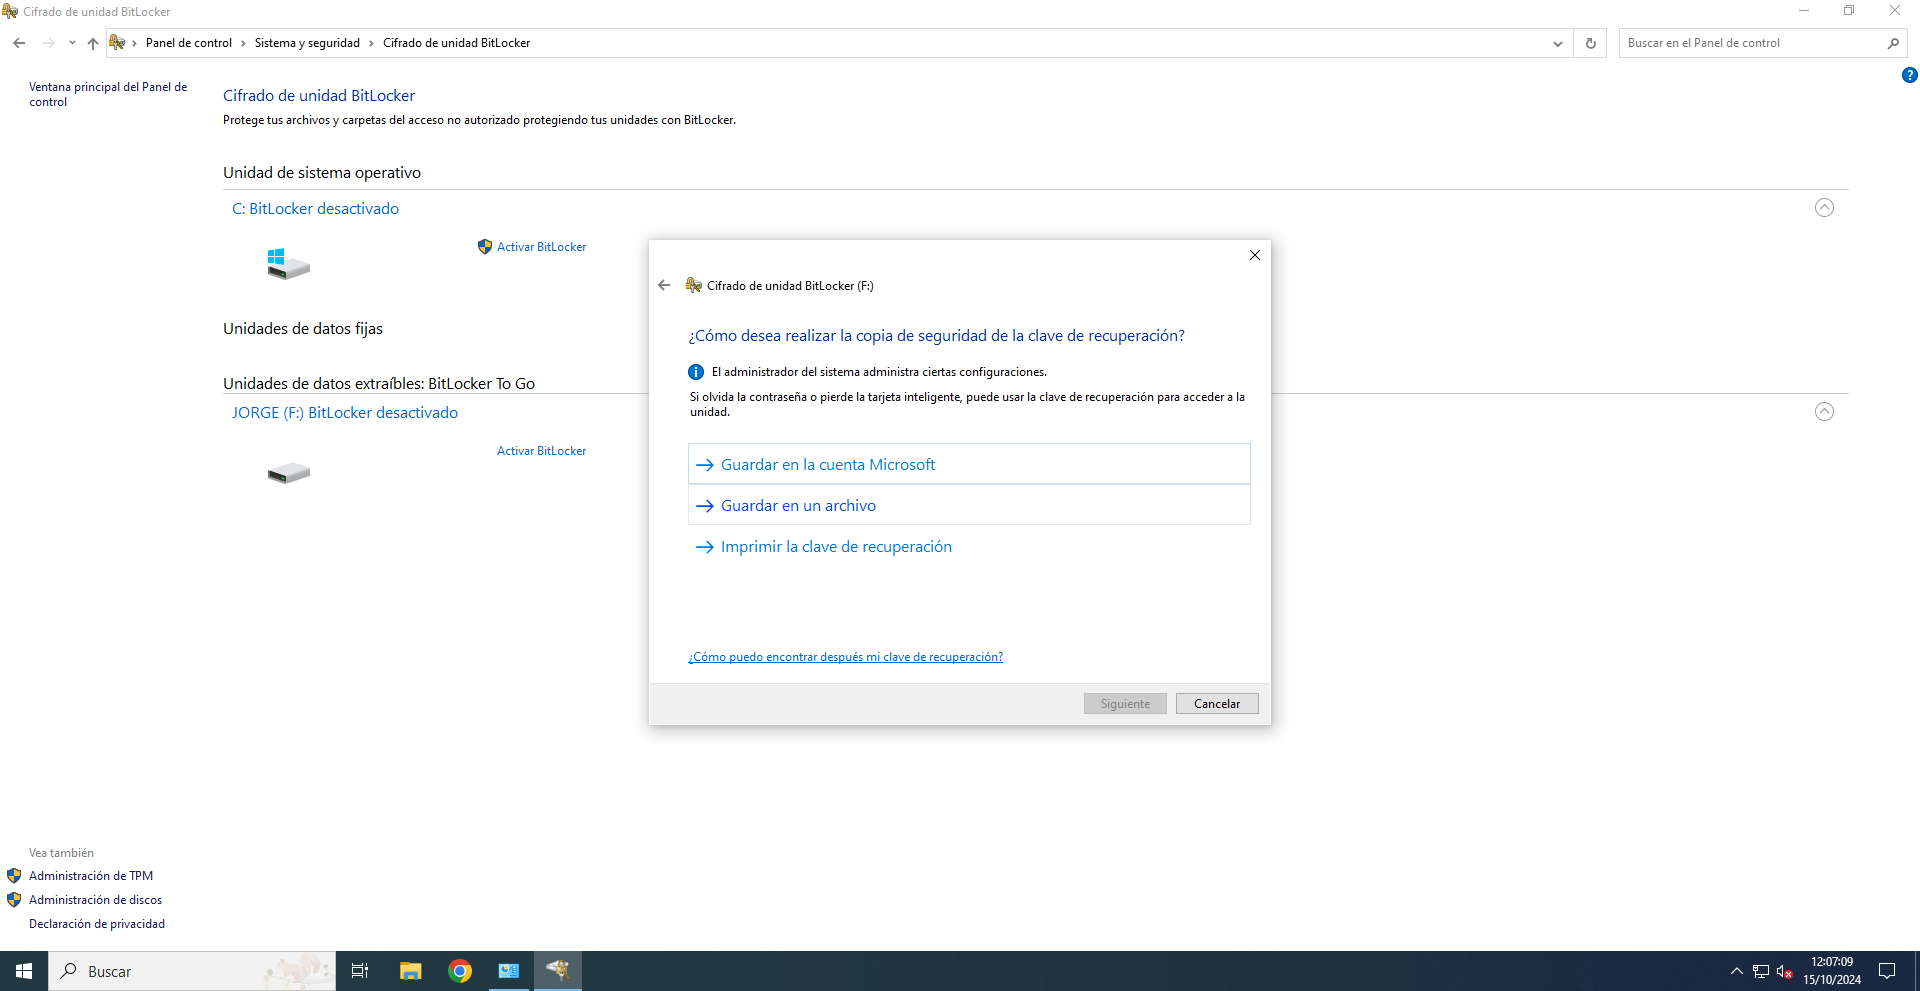 Cifrado de unidad BitLocker
Panel de control › Sistema y seguridad › Cifrado de unidad BitLocker
Buscar en el Panel de control
Ventana principal del Panel de
control
Cifrado de unidad BitLocker
Protege tus archivos y carpetas del acceso no autorizado protegiendo tus unidades con BitLocker.
Unidad de sistema operativo
C: BitLocker desactivado
Activar BitLocker
Unidades de datos fijas
Unidades de datos extraíbles: BitLocker To Go
JORGE (F:) BitLocker desactivado
Activar BitLocker
Cifrado de unidad BitLocker (F:)
¿Cómo desea realizar la copia de seguridad de la clave de recuperación?
El administrador del sistema administra ciertas configuraciones.
Si olvida la contraseña o pierde la tarjeta inteligente, puede usar la clave de recuperación para acceder a la
unidad.
Guardar en la cuenta Microsoft
Guardar en un archivo
Imprimir la clave de recuperación
¿Cómo puedo encontrar después mi clave de recuperación?
Siguiente
Cancelar
Vea también
Administración de TPM
Administración de discos
Declaración de privacidad
Buscar
12:07:09
15/10/2024